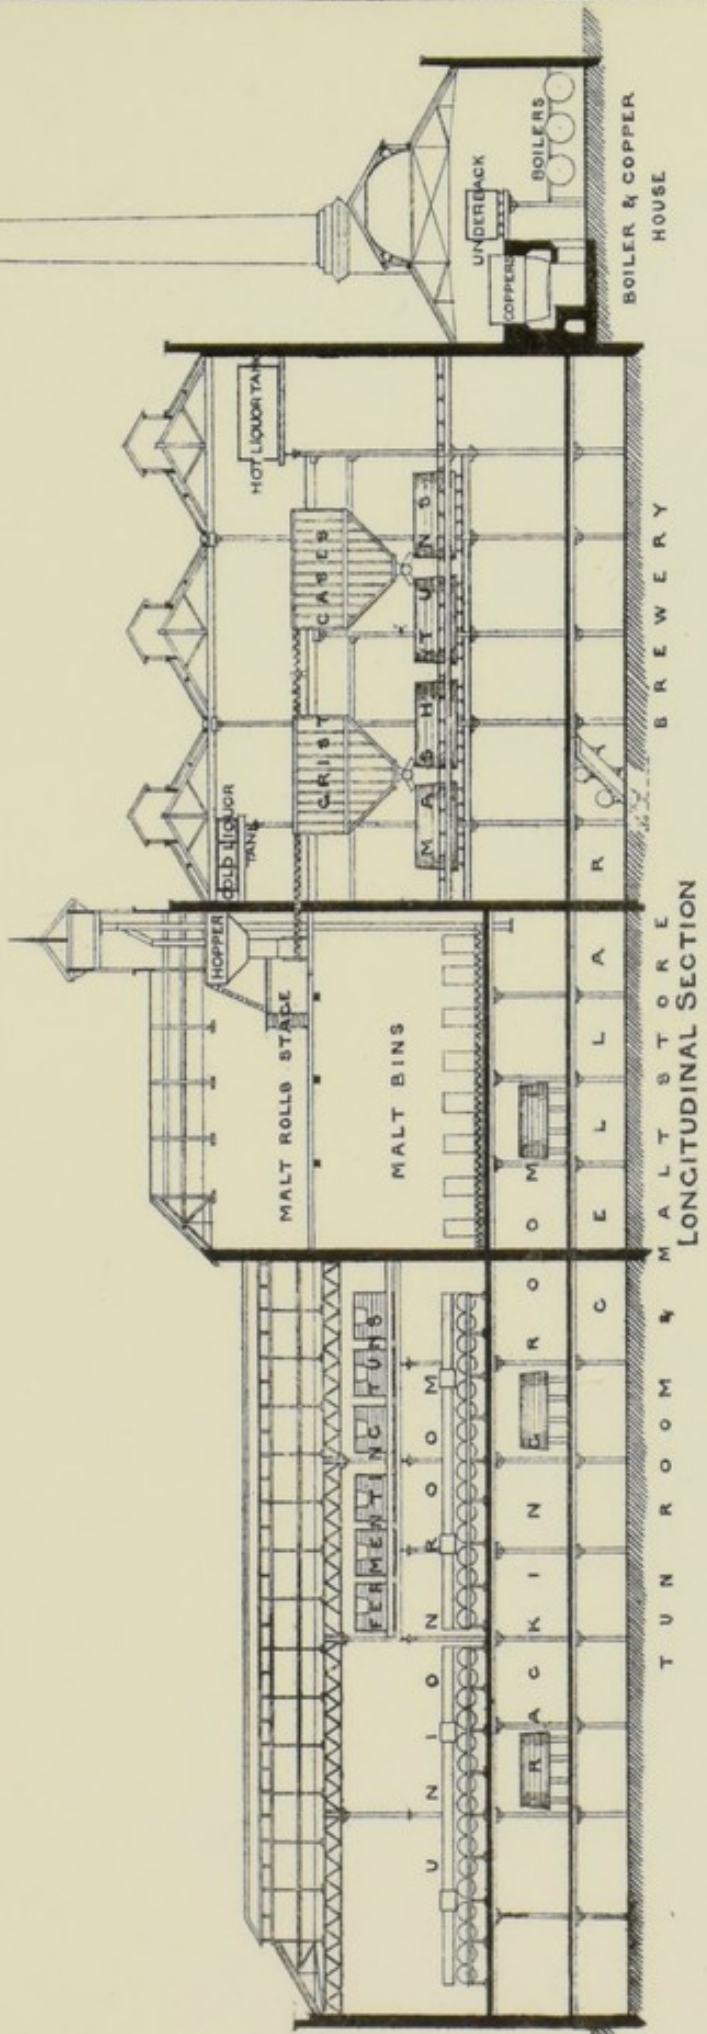 HOT LIQUOR TANK
COLD LIQUOR
TANK
HOPPER
GRIST CASES
MASH TUNS
UNDERBACK
COPPERS
BOILERS
MALT ROLLS STAGE
MALT BINS
FERMENTING TUNS
UNION ROOM
RACKING ROOM
CELLAR
TUN ROOM & MALT STORE
BREWERY
BOILER & COPPER
HOUSE
LONGITUDINAL SECTION